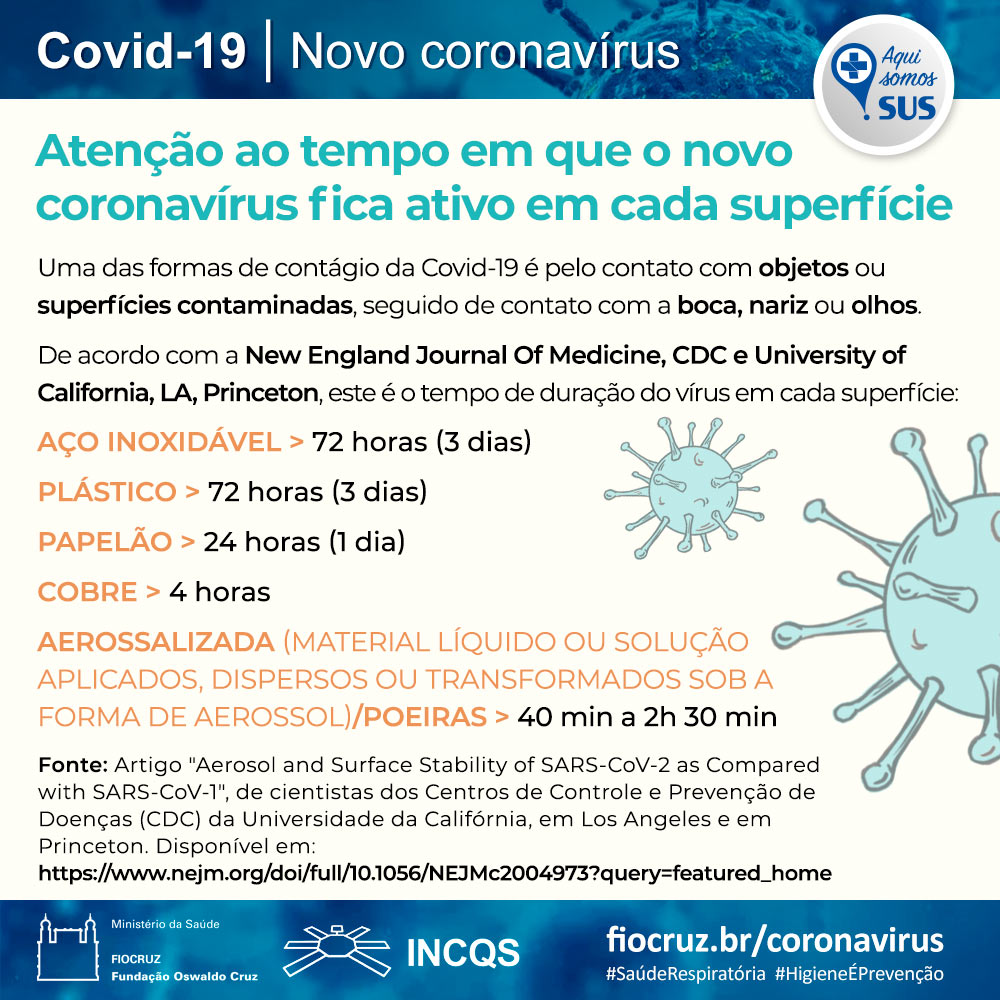 Covid-19 | Novo coronavírus
Aqui
somos
SUS
Atenção ao tempo em que o novo
coronavírus fica ativo em cada superfície
Uma das formas de contágio da Covid-19 é pelo contato com objetos ou
superfícies contaminadas, seguido de contato com a boca, nariz ou olhos.
De acordo com a New England Journal Of Medicine, CDC e University of
California, LA, Princeton, este é o tempo de duração do vírus em cada superfície:
AÇO INOXIDÁVEL > 72 horas (3 dias)
PLÁSTICO > 72 horas (3 dias)
PAPELÃO > 24 horas (1 dia)
COBRE > 4 horas
AEROSSALIZADA (MATERIAL LÍQUIDO OU SOLUÇÃO
APLICADOS, DISPERSOS OU TRANSFORMADOS SOB A
FORMA DE AEROSSOL)/POEIRAS > 40 min a 2h 30 min
Fonte: Artigo "Aerosol and Surface Stability of SARS-CoV-2 as Compared
with SARS-CoV-1", de cientistas dos Centros de Controle e Prevenção de
Doenças (CDC) da Universidade da Califórnia, em Los Angeles e em
Princeton. Disponível em:
https://www.nejm.org/doi/full/10.1056/NEJMc2004973?query=featured_home
Ministério da Saúde
FIOCRUZ
Fundação Oswaldo Cruz
INCQS
fiocruz.br/coronavirus
#SaúdeRespiratória #HigieneÉPrevenção